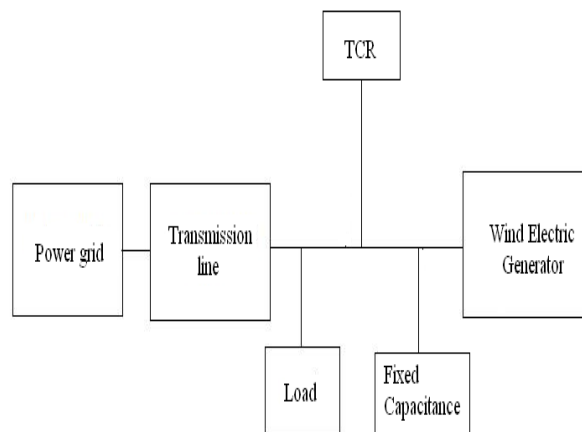 TCR
Power grid
Transmission
line
Wind Electric
Generator
Load
Fixed
Capacitance